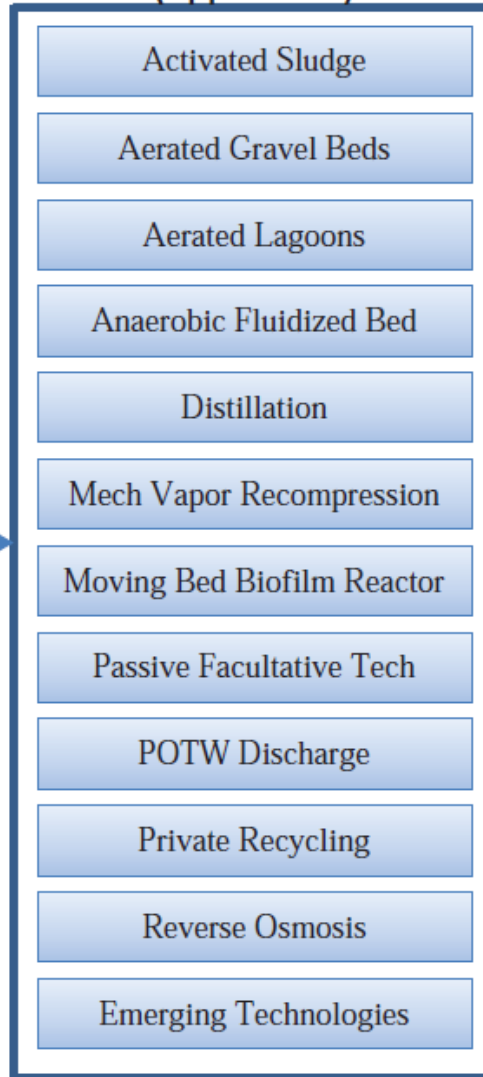 Activated Sludge
Aerated Gravel Beds
Aerated Lagoons
Anaerobic Fluidized Bed
Distillation
Mech Vapor Recompression
Moving Bed Biofilm Reactor
Passive Facultative Tech
POTW Discharge
Private Recycling
Reverse Osmosis
Emerging Technologies